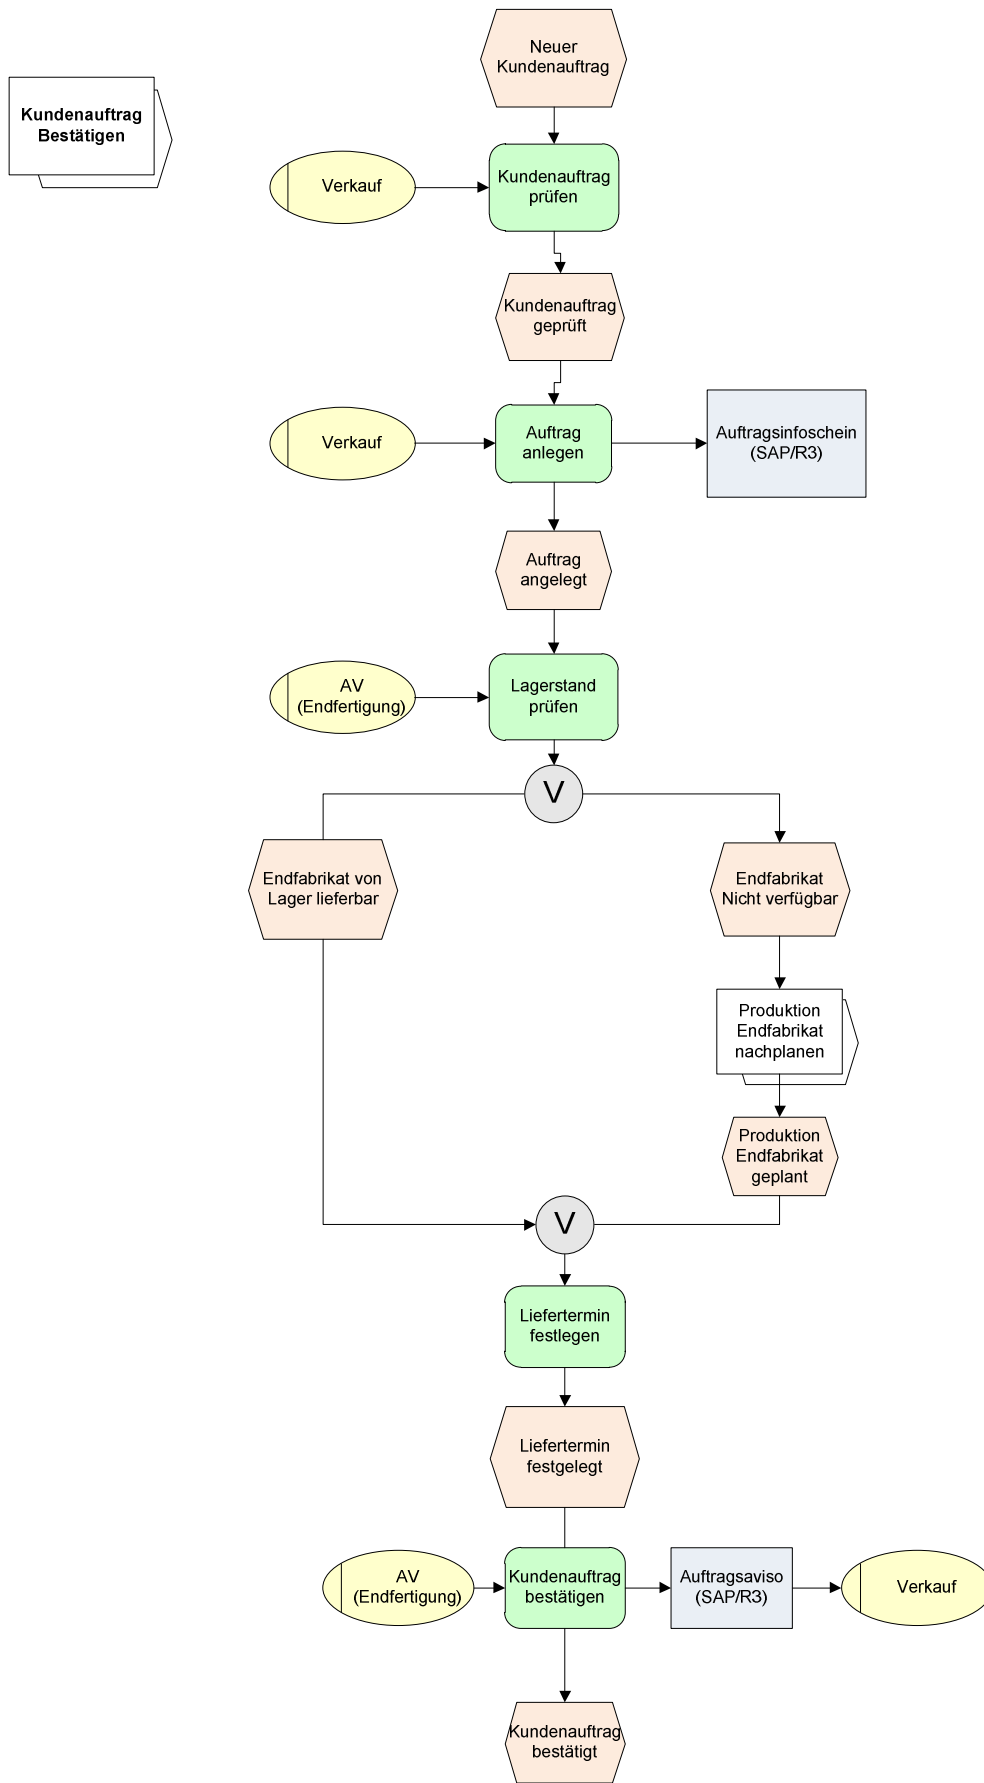 Neuer
Kundenauftrag
Kundenauftrag
Bestätigen
Verkauf
Kundenauftrag
prüfen
Kundenauftrag
geprüft
Verkauf
Auftrag
anlegen
Auftragsinfoschein
(SAP/R3)
Auftrag
angelegt
AV
(Endfertigung)
Lagerstand
prüfen
V
Endfabrikat von
Lager lieferbar
Endfabrikat
Nicht verfügbar
Produktion
Endfabrikat
nachplanen
Produktion
Endfabrikat
geplant
V
Liefertermin
festlegen
Liefertermin
festgelegt
AV
(Endfertigung)
Kundenauftrag
bestätigen
Auftragsaviso
(SAP/R3)
Verkauf
Kundenauftrag
bestätigt